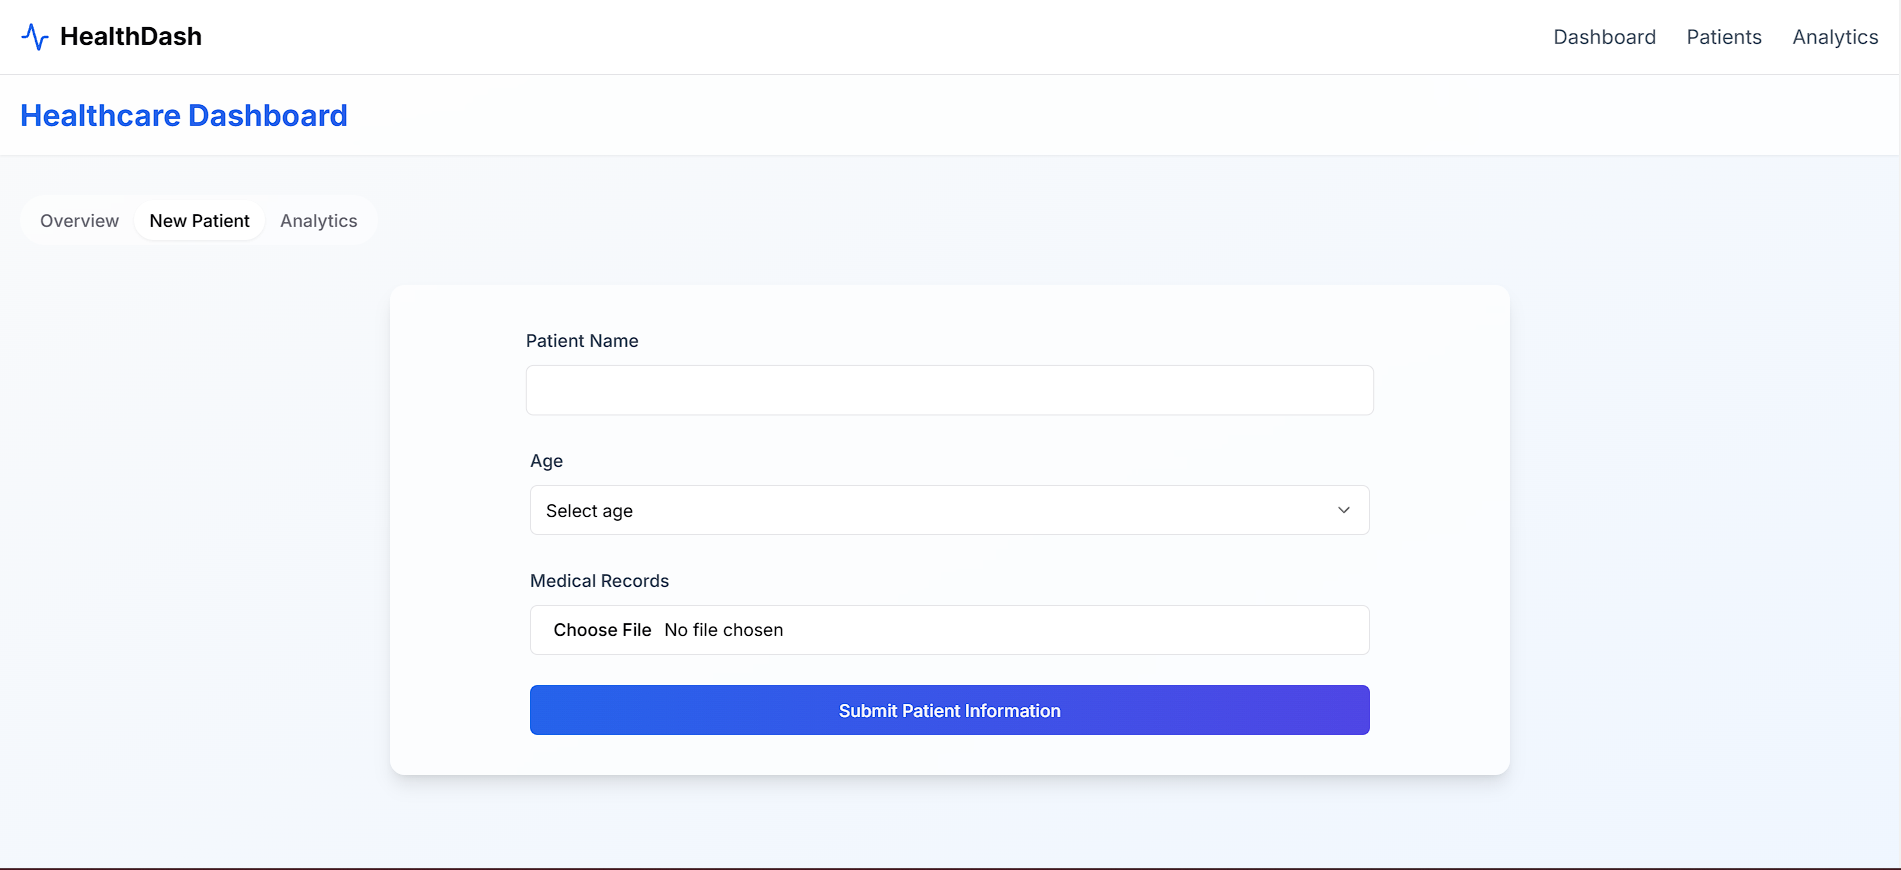 HealthDash
Dashboard Patients Analytics
Healthcare Dashboard
Overview New Patient Analytics
Patient Name
Age
Select age
Medical Records
Choose File No file chosen
Submit Patient Information